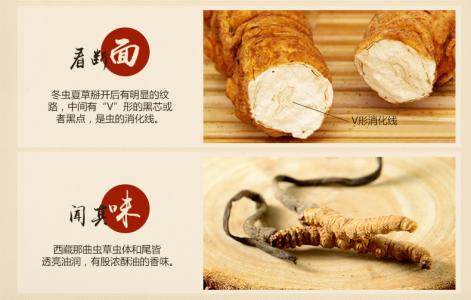 看断面
冬虫夏草掰开后有明显的纹
路，中间有“V”形的黑芯或
者黑点，是虫的消化线。
V形消化线
闻真味
西藏那曲虫草虫体和尾皆
透亮油润，有股浓酥油的香味。